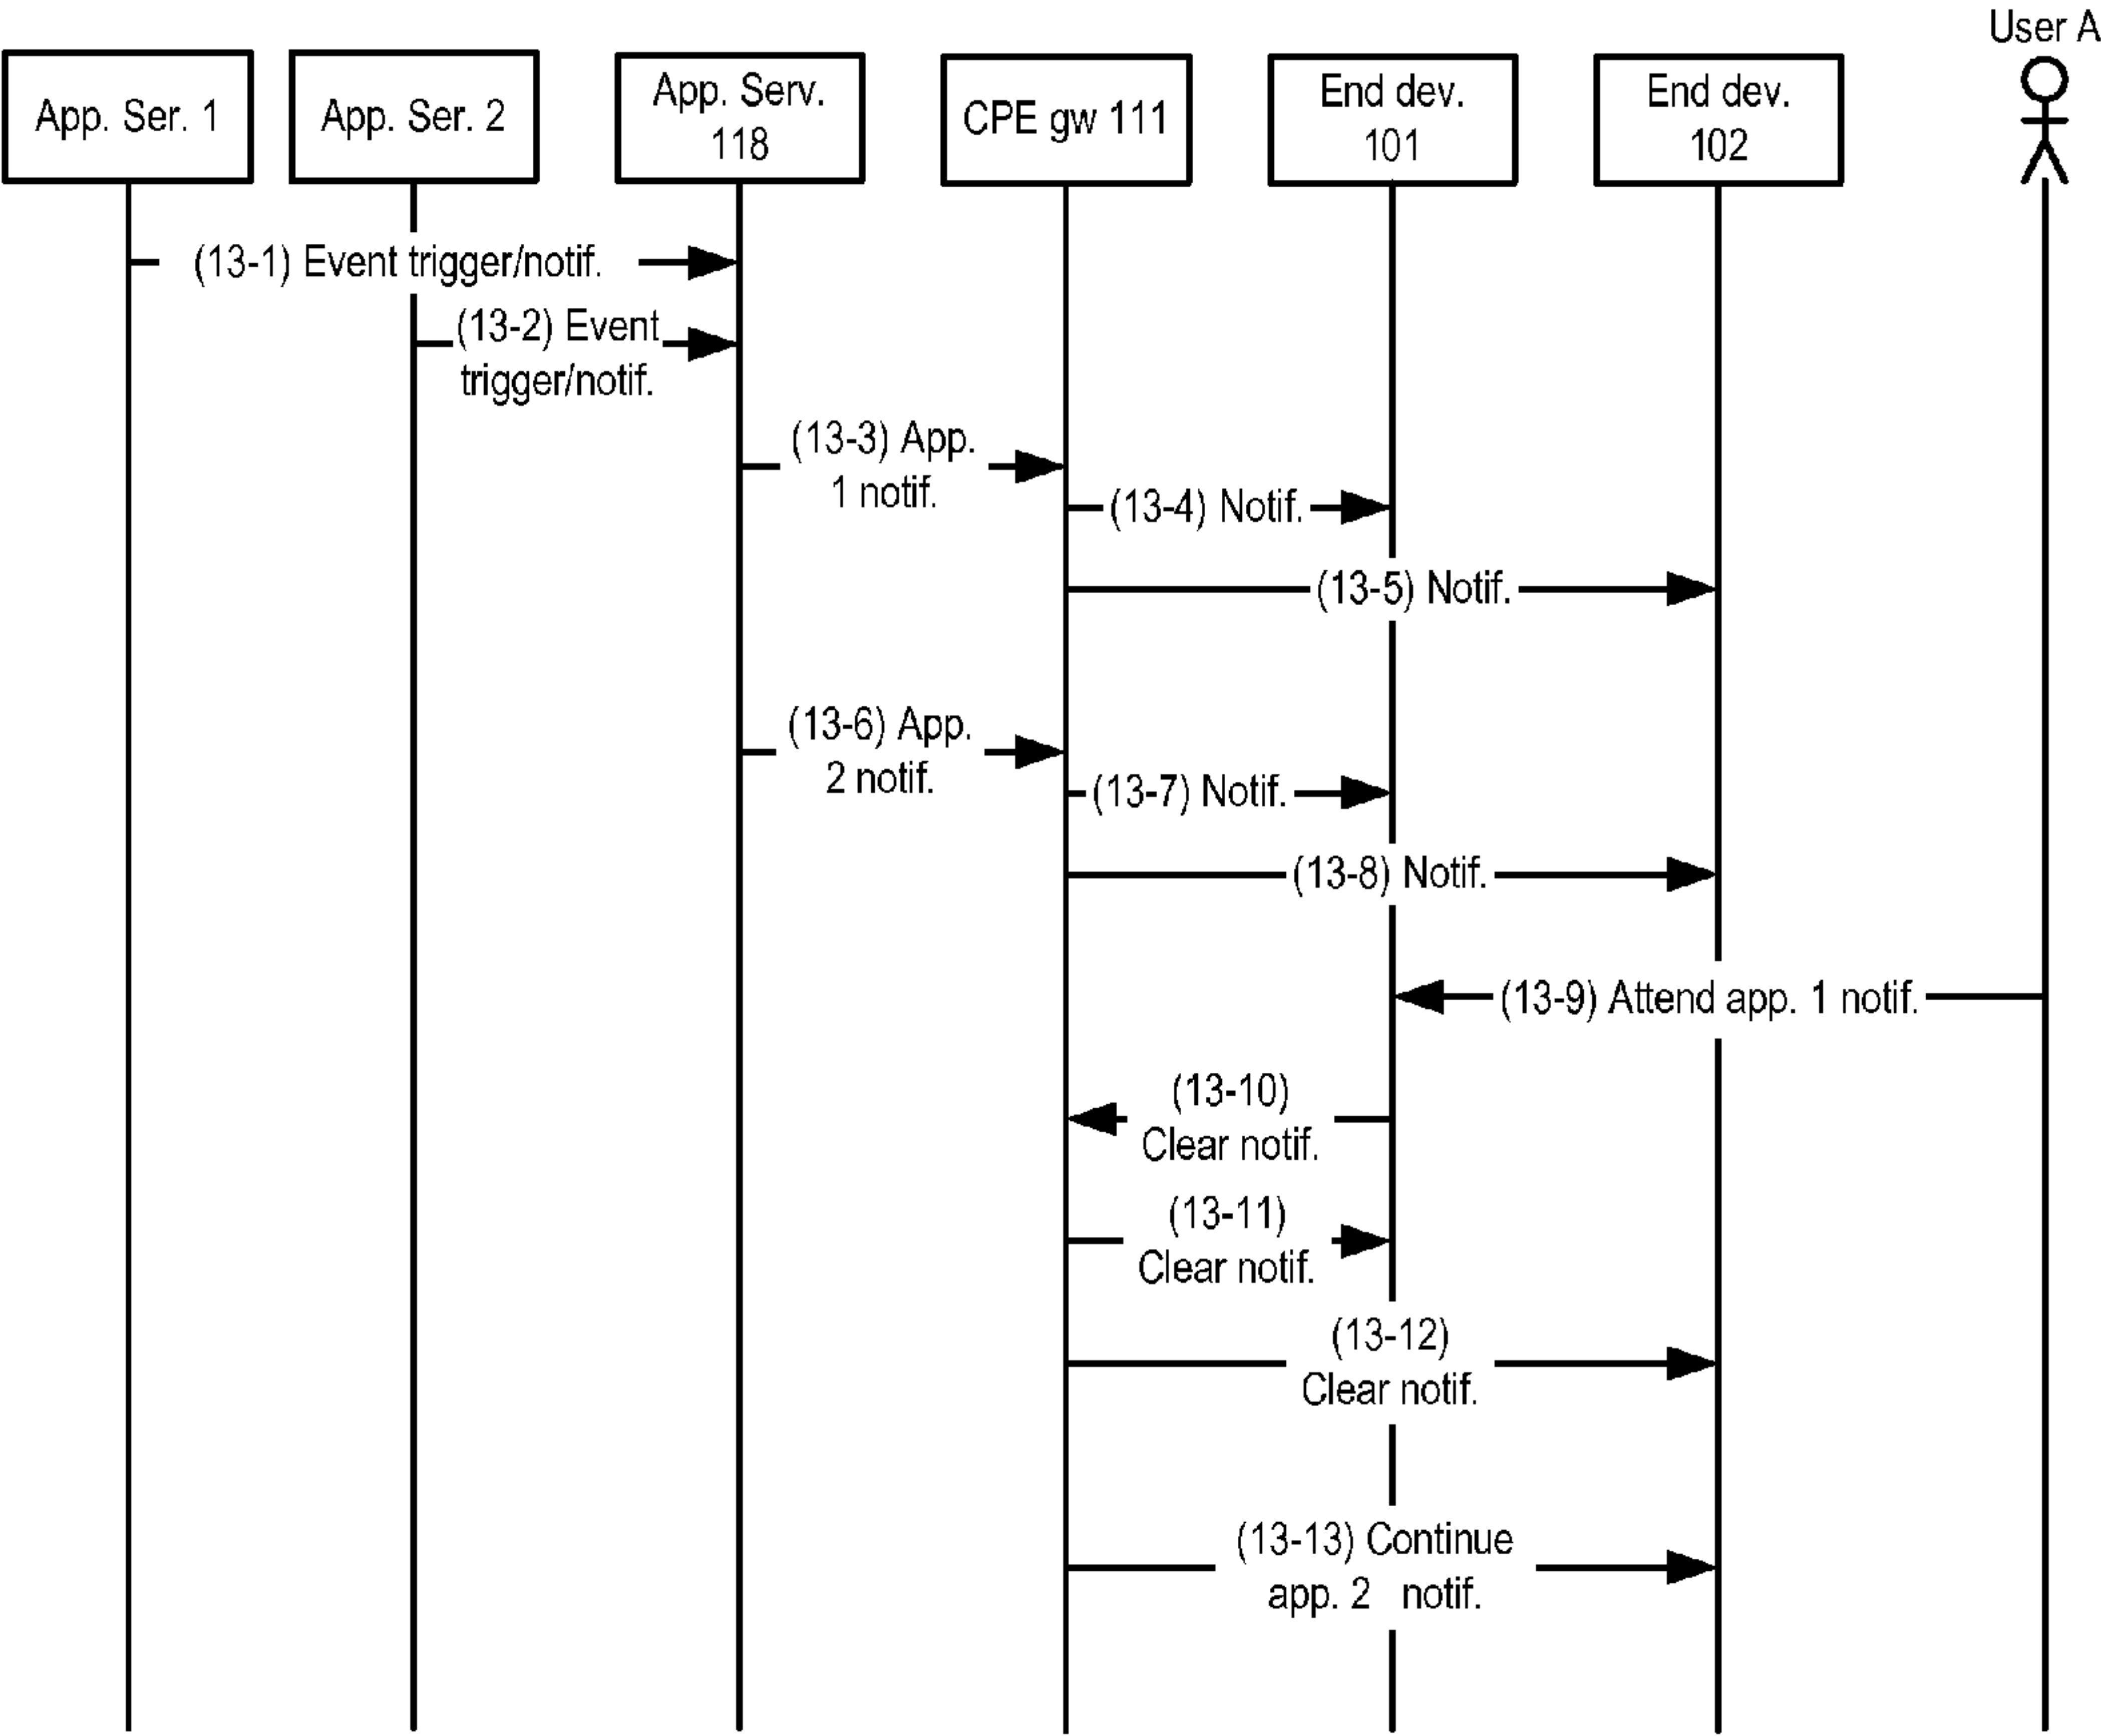 User A
App. Ser. 1
App. Ser. 2
App. Serv.
118
CPE gw 111
End dev.
101
End dev.
102
(13-1) Event trigger/notif.
(13-2) Event
trigger/notif.
(13-3) App.
1 notif.
(13-4) Notif.
(13-5) Notif.
(13-6) App.
2 notif.
(13-7) Notif.
(13-8) Notif.
(13-9) Attend app. 1 notif.
(13-10)
Clear notif.
(13-11)
Clear notif.
(13-12)
Clear notif.
(13-13) Continue
app. 2 notif.